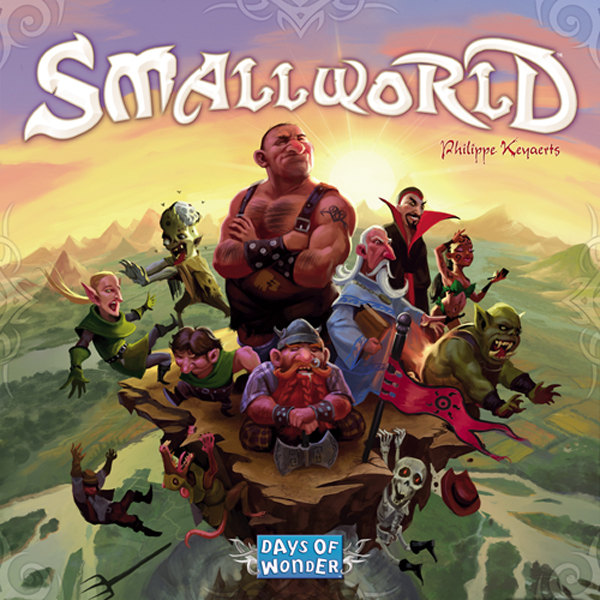 SMALLWORLD
Philippe Keyaerts
DAYS OF
WONDER